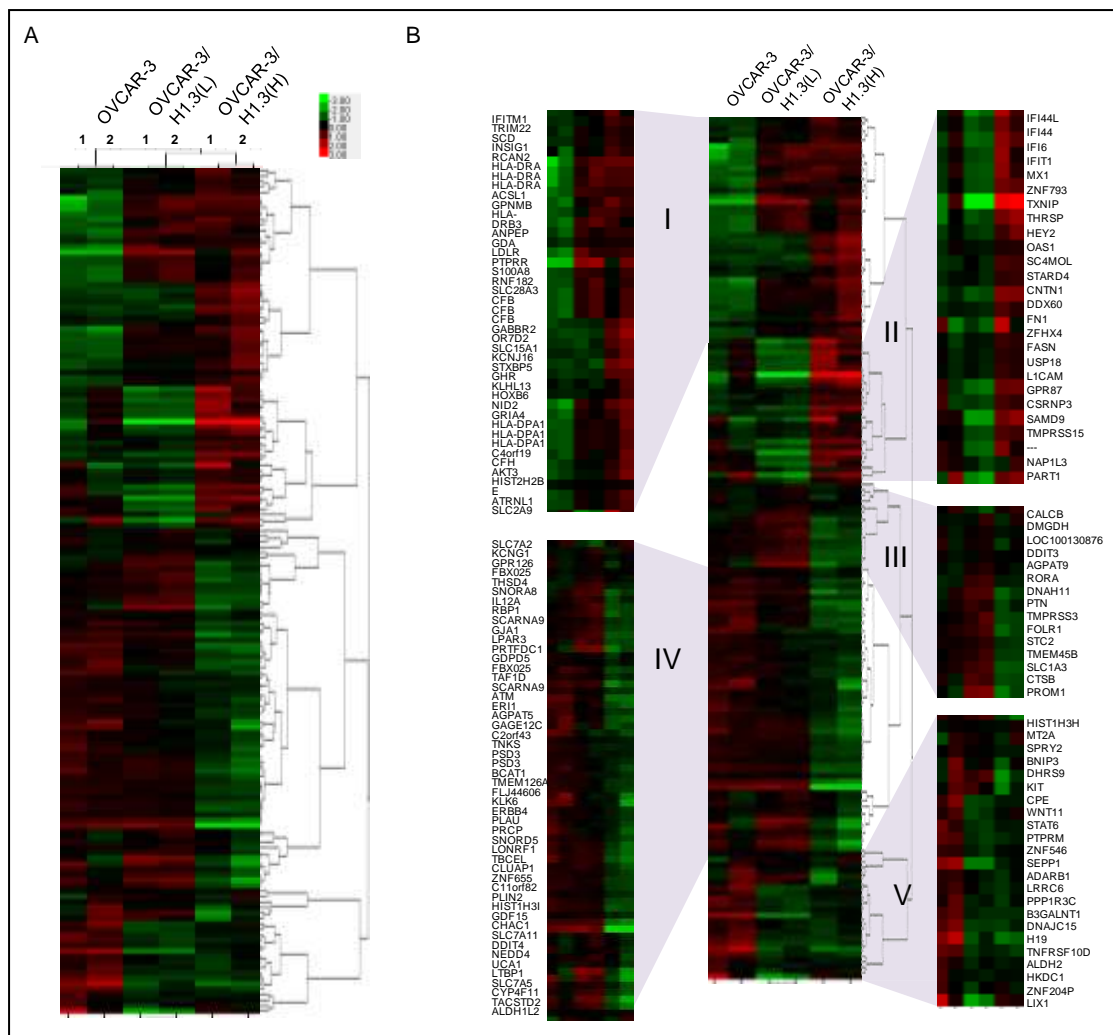 A
OVCAR-3
OVCAR-3/
H1.3(L)
OVCAR-3/
H1.3(H)
1 2 1 2 1 2
B
OVCAR-3
OVCAR-3/
H1.3(L)
OVCAR-3/
H1.3(H)
I
IFITM1
TRIM22
SCD
INSIG1
RCAN2
HLA-DRA
HLA-DRA
HLA-DRA
ACSL1
GPNMB
HLA-
DRB3
ANPEP
GDA
LDLR
PTPRR
S100A8
RNF182
SLC28A3
CFB
CFB
CFB
GABBR2
OR7D2
SLC15A1
KCNJ16
STXBP5
GHR
KLHL13
HOXB6
NID2
GRIA4
HLA-DPA1
HLA-DPA1
HLA-DPA1
C4orf19
CFH
AKT3
HIST2H2B
E
ATRNL1
SLC2A9
IV
SLC7A2
KCNG1
GPR126
FBX025
THSD4
SNORA8
IL12A
RBP1
SCARNA9
GJA1
LPAR3
PRTFDC1
GDPD5
FBX025
TAF1D
SCARNA9
ATM
ERI1
AGPAT5
GAGE12C
C2orf43
TNKS
PSD3
PSD3
BCAT1
TMEM126A
FLJ44606
KLK6
ERBB4
PLAU
PRCP
SNORD5
LONRF1
TBCEL
CLUAP1
ZNF655
C11orf82
PLIN2
HIST1H3I
GDF15
CHAC1
SLC7A11
DDIT4
NEDD4
UCA1
LTBP1
SLC7A5
CYP4F11
TACSTD2
ALDH1L2
II
IFI44L
IFI44
IFI6
IFIT1
MX1
ZNF793
TXNIP
THRSP
HEY2
OAS1
SC4MOL
STARD4
CNTN1
DDX60
FN1
ZFHX4
FASN
USP18
L1CAM
GPR87
CSRNP3
SAMD9
TMPRSS15
---
NAP1L3
PART1
III
CALCB
DMGDH
LOC100130876
DDIT3
AGPAT9
RORA
DNAH11
PTN
TMPRSS3
FOLR1
STC2
TMEM45B
SLC1A3
CTSB
PROM1
V
HIST1H3H
MT2A
SPRY2
BNIP3
DHRS9
KIT
CPE
WNT11
STAT6
PTPRM
ZNF546
SEPP1
ADARB1
LRRC6
PPP1R3C
B3GALNT1
DNAJC15
H19
TNFRSF10D
ALDH2
HKDC1
ZNF204P
LIX1